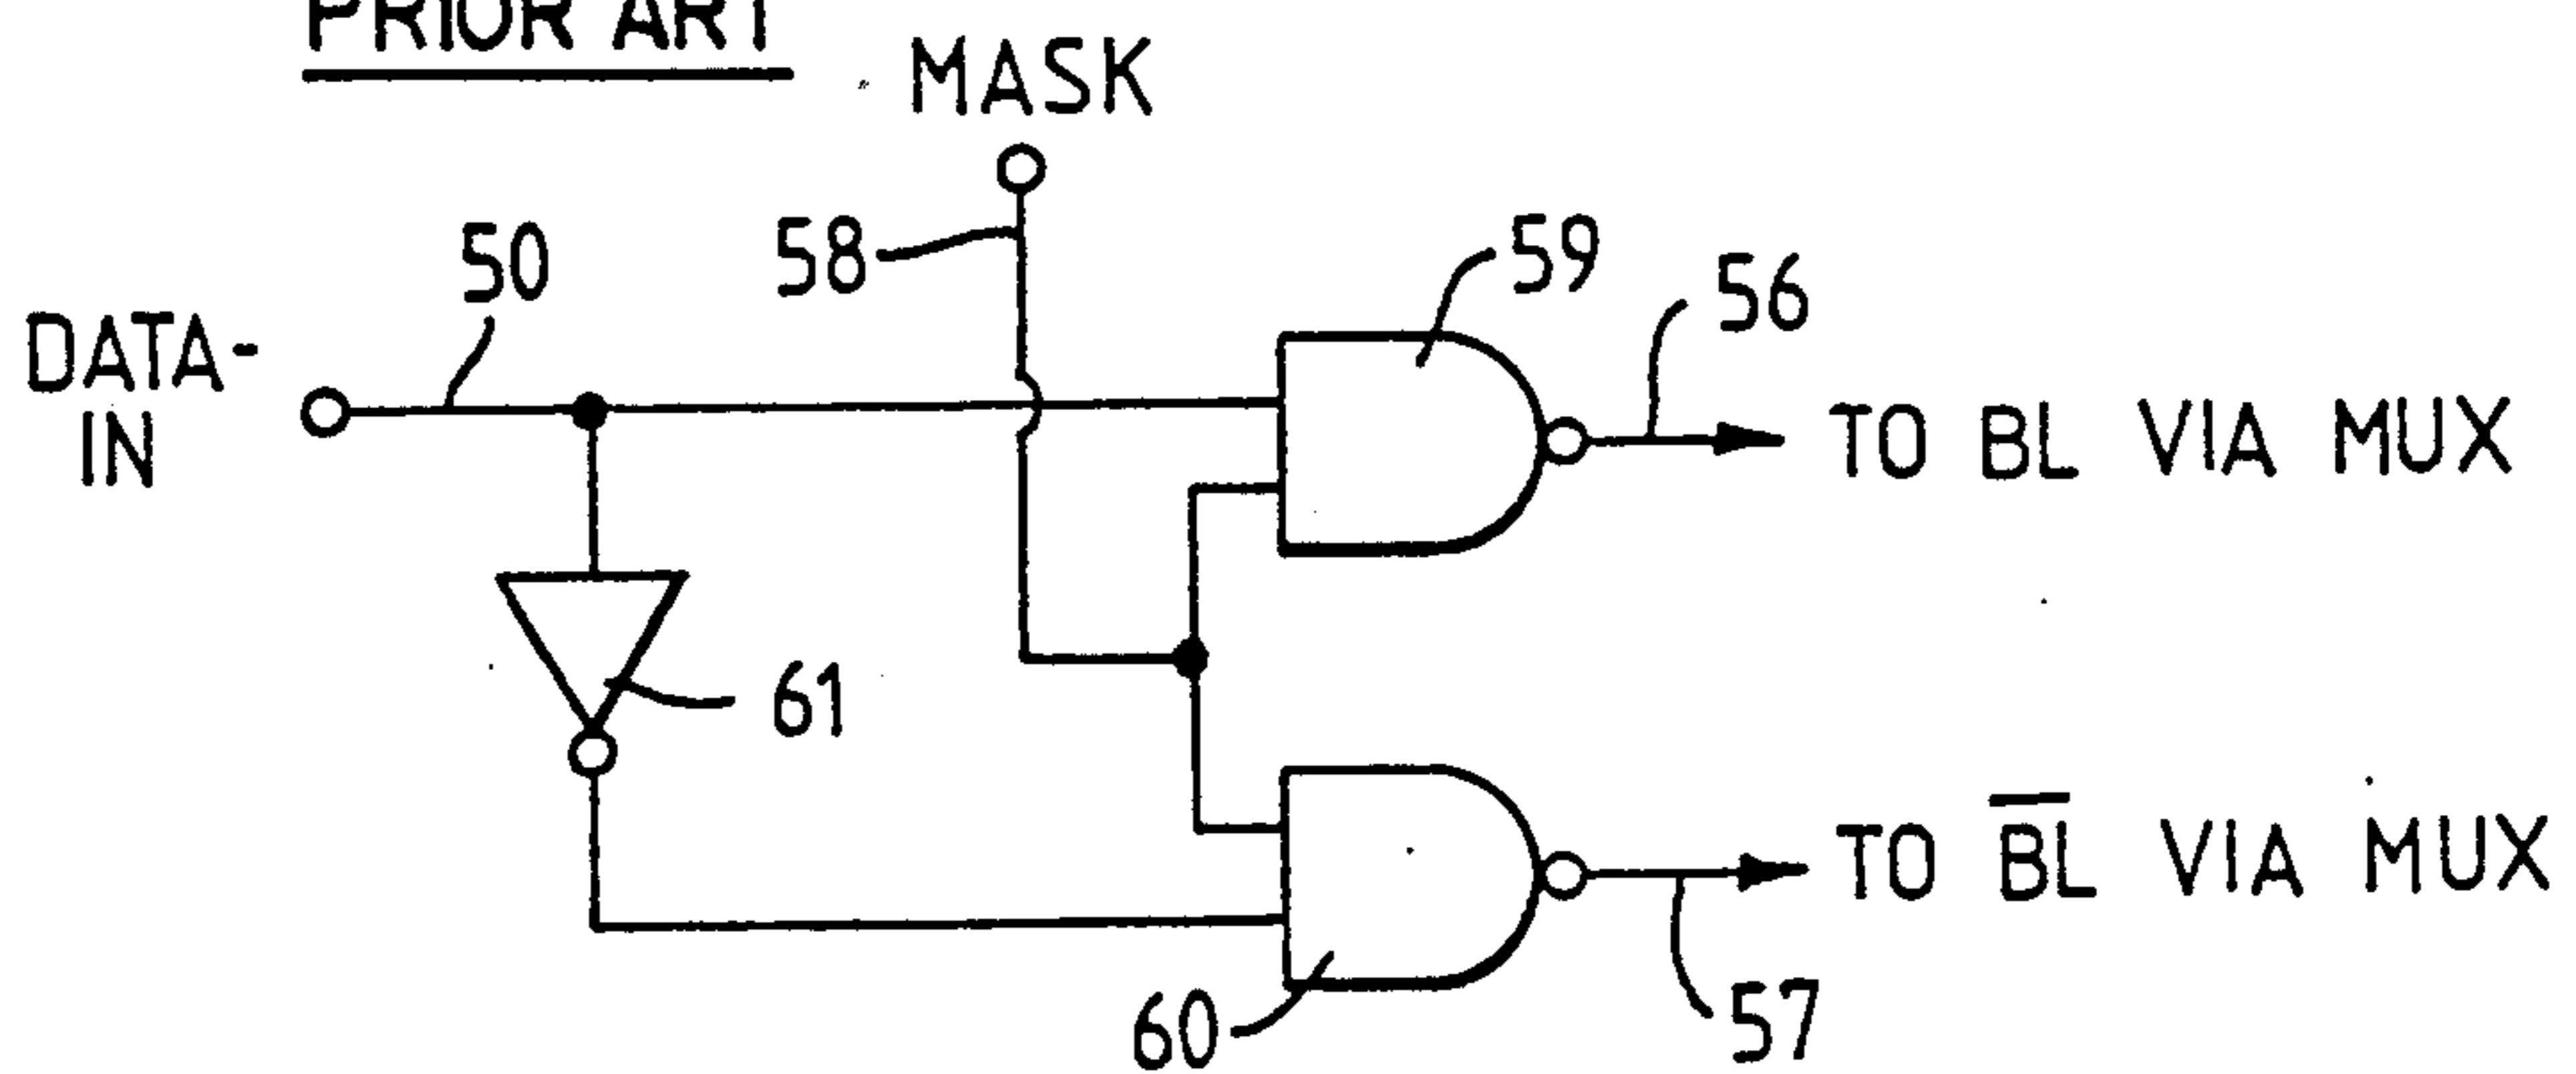 PRIOR ART
MASK
50
58
59
56
DATA-
IN
TO BL VIA MUX
61
TO B̅L̅ VIA MUX
60
57